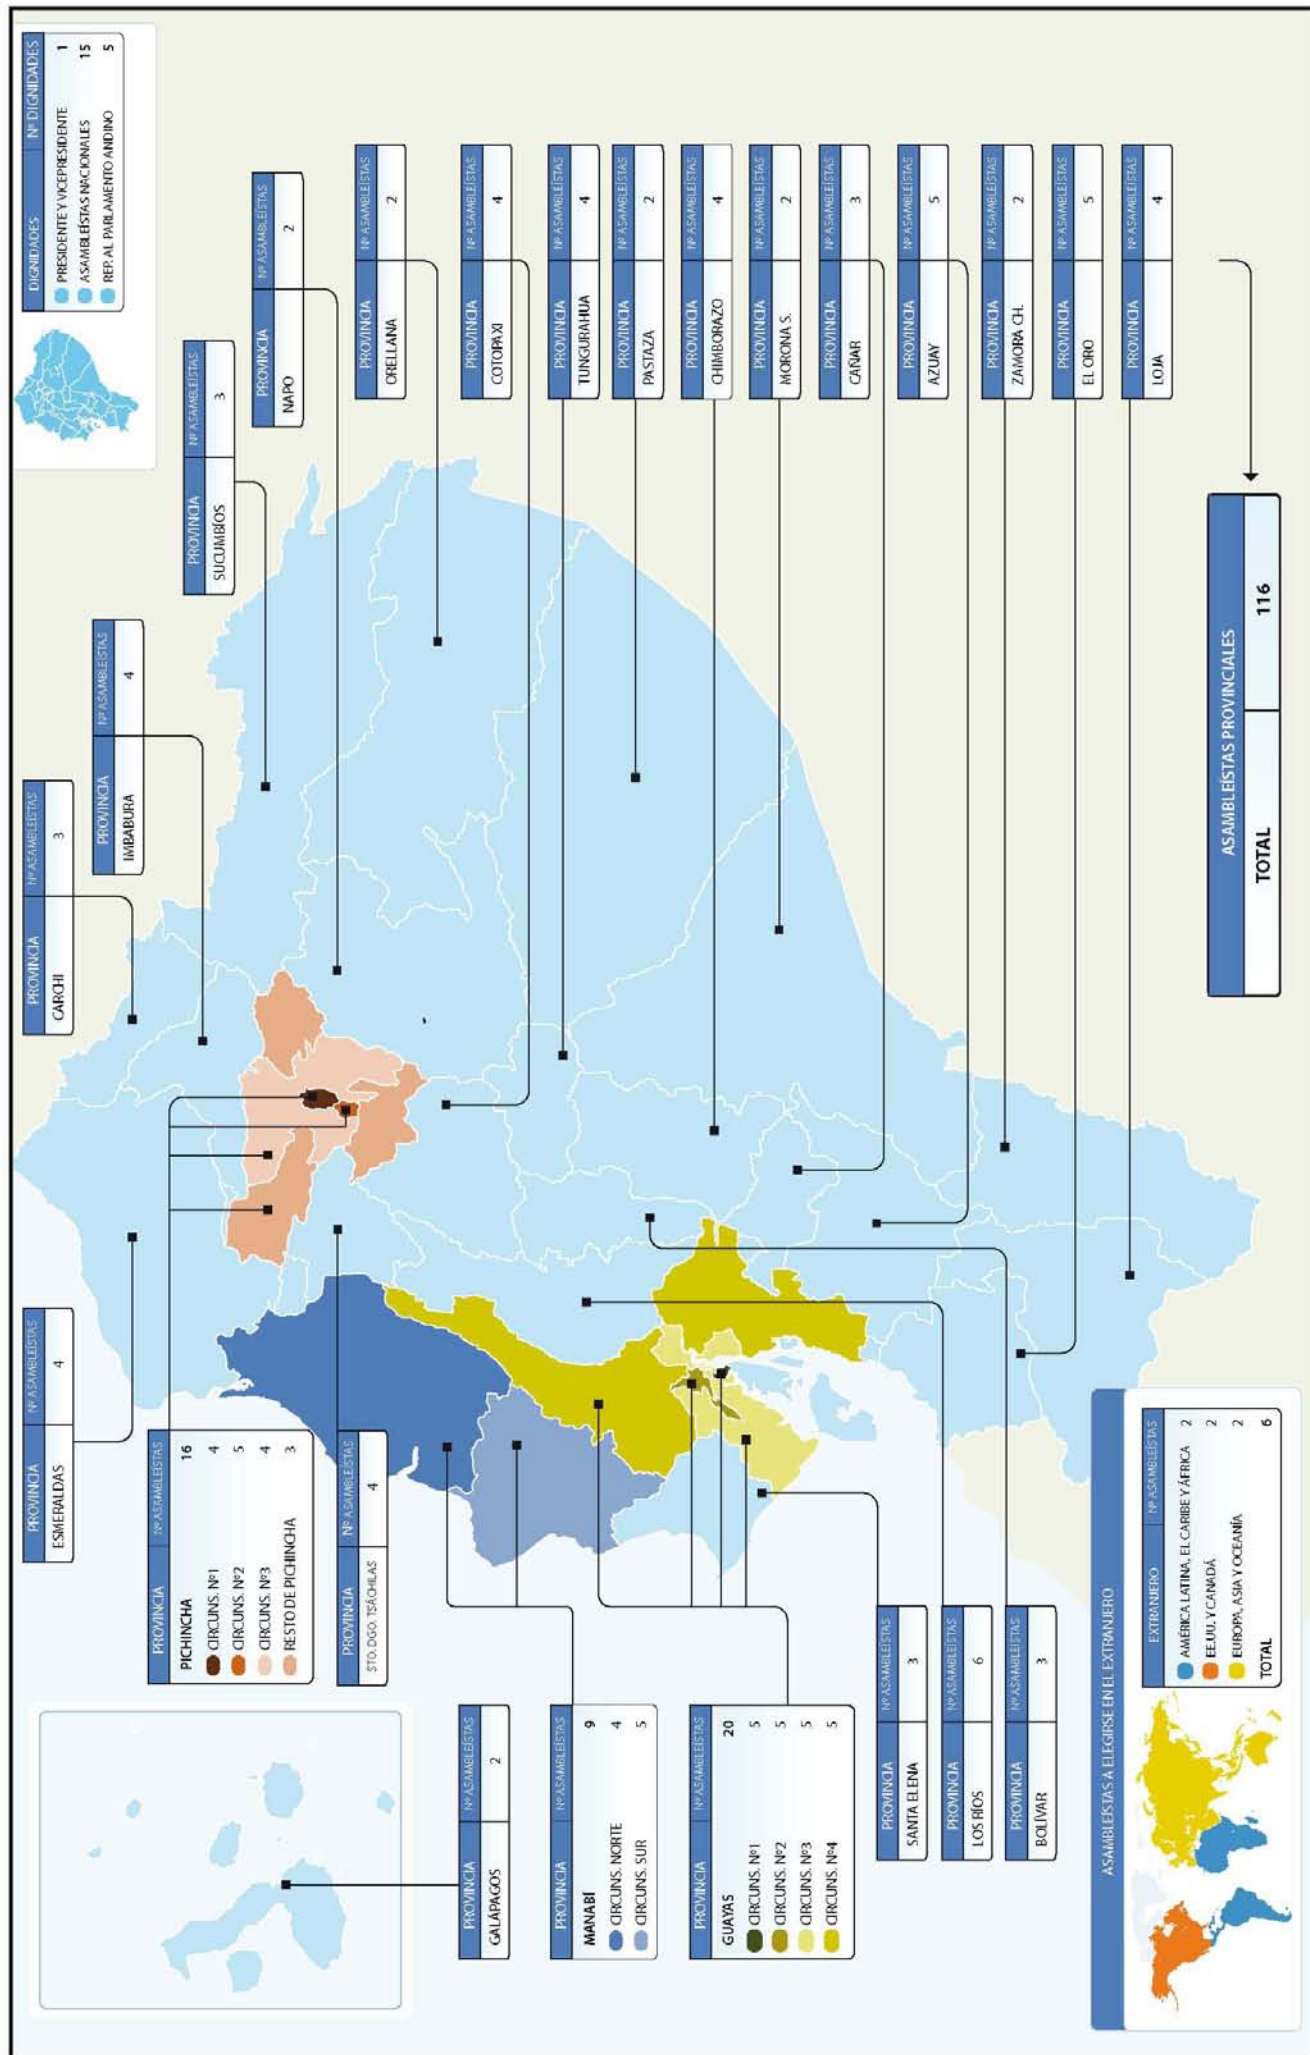 DIGNIDADES Nº DIGNIDADES
PRESIDENTE Y VICEPRESIDENTE 1
ASAMBLEÍSTAS NACIONALES 15
REP. AL PARLAMENTO ANDINO 5
PROVINCIA Nº ASAMBLEÍSTAS
ESMERALDAS 4
PROVINCIA Nº ASAMBLEÍSTAS
CARCHI 3
PROVINCIA Nº ASAMBLEÍSTAS
IMBABURA 4
PROVINCIA Nº ASAMBLEÍSTAS
SUCUMBÍOS 3
PROVINCIA Nº ASAMBLEÍSTAS
NAPO 2
PROVINCIA Nº ASAMBLEÍSTAS
ORELLANA 2
PROVINCIA Nº ASAMBLEÍSTAS
COTOPAXI 4
PROVINCIA Nº ASAMBLEÍSTAS
TUNGURAHUA 4
PROVINCIA Nº ASAMBLEÍSTAS
PASTAZA 2
PROVINCIA Nº ASAMBLEÍSTAS
CHIMBORAZO 4
PROVINCIA Nº ASAMBLEÍSTAS
MORONA S. 2
PROVINCIA Nº ASAMBLEÍSTAS
CAÑAR 3
PROVINCIA Nº ASAMBLEÍSTAS
AZUAY 5
PROVINCIA Nº ASAMBLEÍSTAS
ZAMORA CH. 2
PROVINCIA Nº ASAMBLEÍSTAS
EL ORO 5
PROVINCIA Nº ASAMBLEÍSTAS
LOJA 4
PROVINCIA Nº ASAMBLEÍSTAS
PICHINCHA 16
CIRCUNS. Nº1 4
CIRCUNS. Nº2 5
CIRCUNS. Nº3 4
RESTO DE PICHINCHA 3
PROVINCIA Nº ASAMBLEÍSTAS
STO. DGO. TSÁCHILAS 4
PROVINCIA Nº ASAMBLEÍSTAS
GALÁPAGOS 2
PROVINCIA Nº ASAMBLEÍSTAS
MANABÍ 9
CIRCUNS. NORTE 4
CIRCUNS. SUR 5
PROVINCIA Nº ASAMBLEÍSTAS
GUAYAS 20
CIRCUNS. Nº1 5
CIRCUNS. Nº2 5
CIRCUNS. Nº3 5
CIRCUNS. Nº4 5
PROVINCIA Nº ASAMBLEÍSTAS
SANTA ELENA 3
PROVINCIA Nº ASAMBLEÍSTAS
LOS RÍOS 6
PROVINCIA Nº ASAMBLEÍSTAS
BOLÍVAR 3
ASAMBLEÍSTAS A ELEGIRSE EN EL EXTRANJERO
EXTRANJERO Nº ASAMBLEÍSTAS
AMÉRICA LATINA, EL CARIBE Y ÁFRICA 2
EE.UU. Y CANADÁ 2
EUROPA, ASIA Y OCEANÍA 2
TOTAL 6
ASAMBLEÍSTAS PROVINCIALES
TOTAL 116